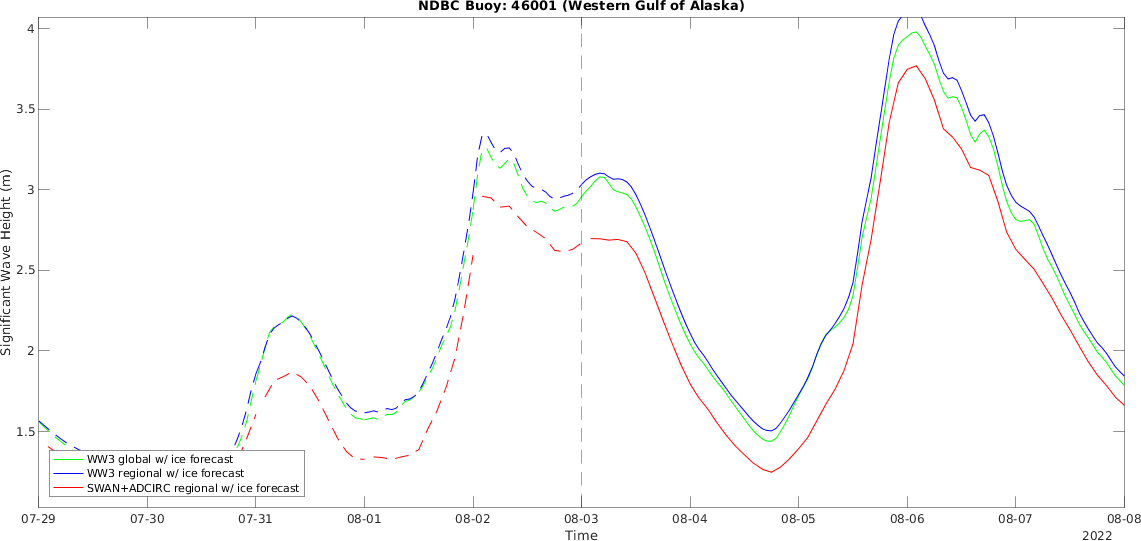 NDBC Buoy: 46001 (Western Gulf of Alaska)
4
3.5
3
2.5
2
1.5
Significant Wave Height (m)
WW3 global w/ ice forecast
WW3 regional w/ ice forecast
SWAN+ADCIRC regional w/ ice forecast
07-29 07-30 07-31 08-01 08-02 08-03 08-04 08-05 08-06 08-07 08-08
Time
2022